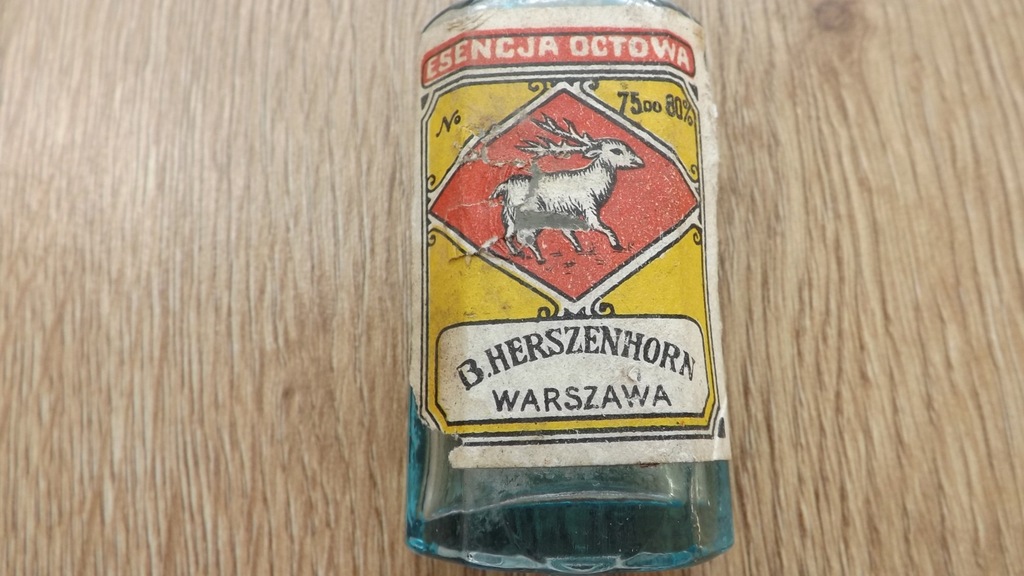 ESENCJA OCTOWA
No 75 DO 80%
B. HERSZENHORN
WARSZAWA